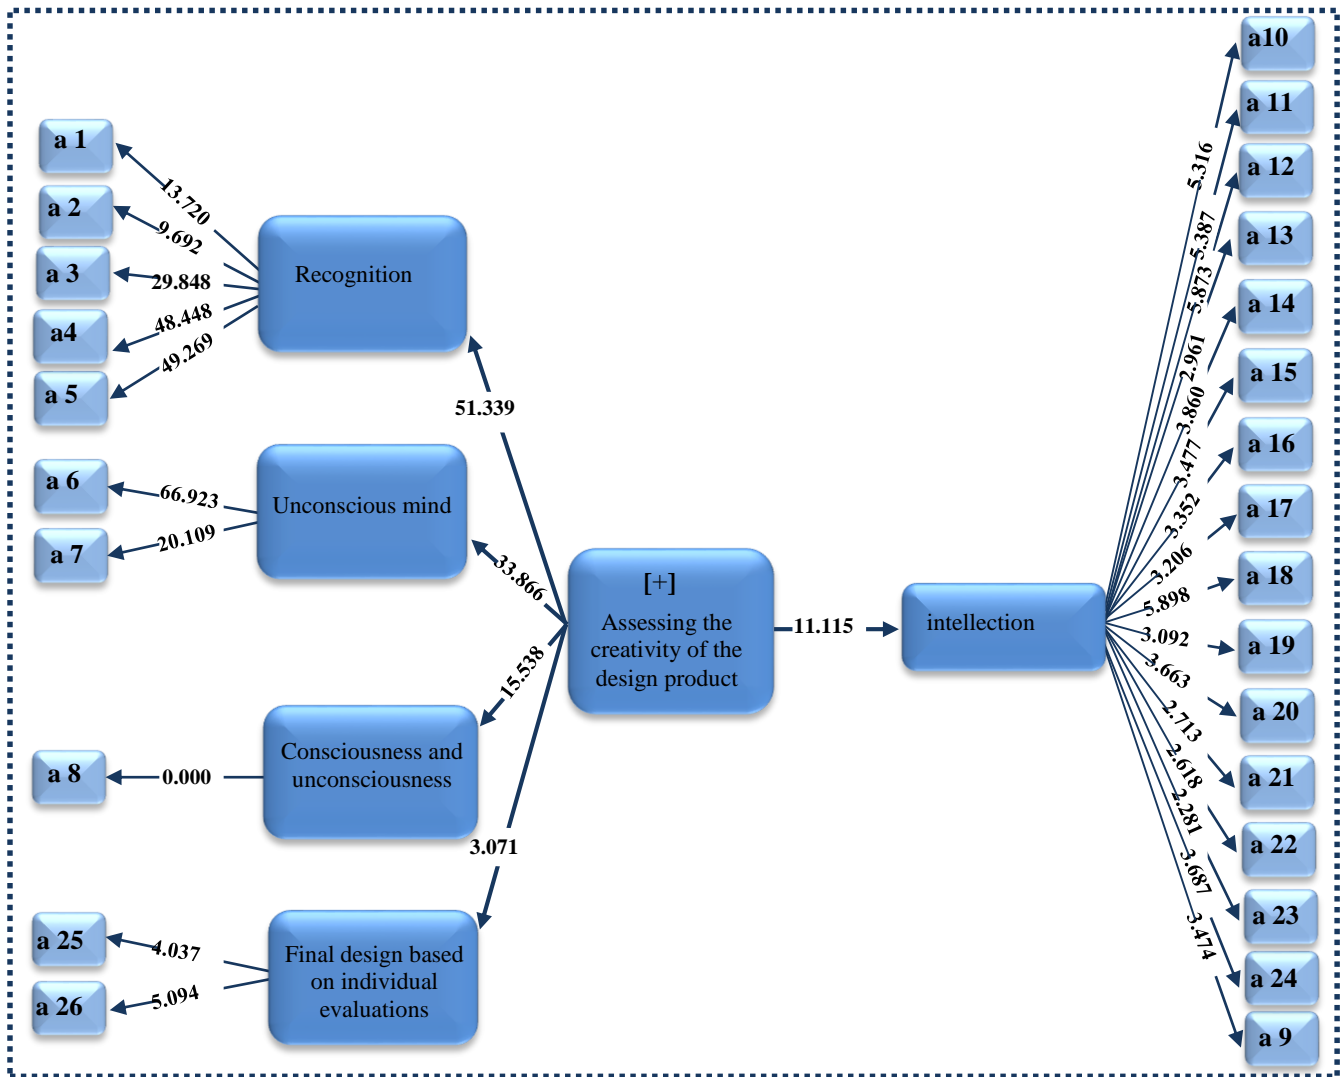 a 1
a 2
a 3
a4
a 5
13.720
9.692
29.848
48.448
49.269
Recognition
a 6
a 7
66.923
20.109
Unconscious mind
a 8
0.000
Consciousness and
unconsciousness
a 25
a 26
4.037
5.094
Final design based
on individual
evaluations
51.339
33.866
15.538
3.071
[+]
Assessing the
creativity of the
design product
11.115
intellection
5.316
5.387
5.873
2.961
3.860
3.477
3.352
3.206
5.898
3.092
3.663
2.713
2.618
2.281
3.687
3.474
a10
a 11
a 12
a 13
a 14
a 15
a 16
a 17
a 18
a 19
a 20
a 21
a 22
a 23
a 24
a 9